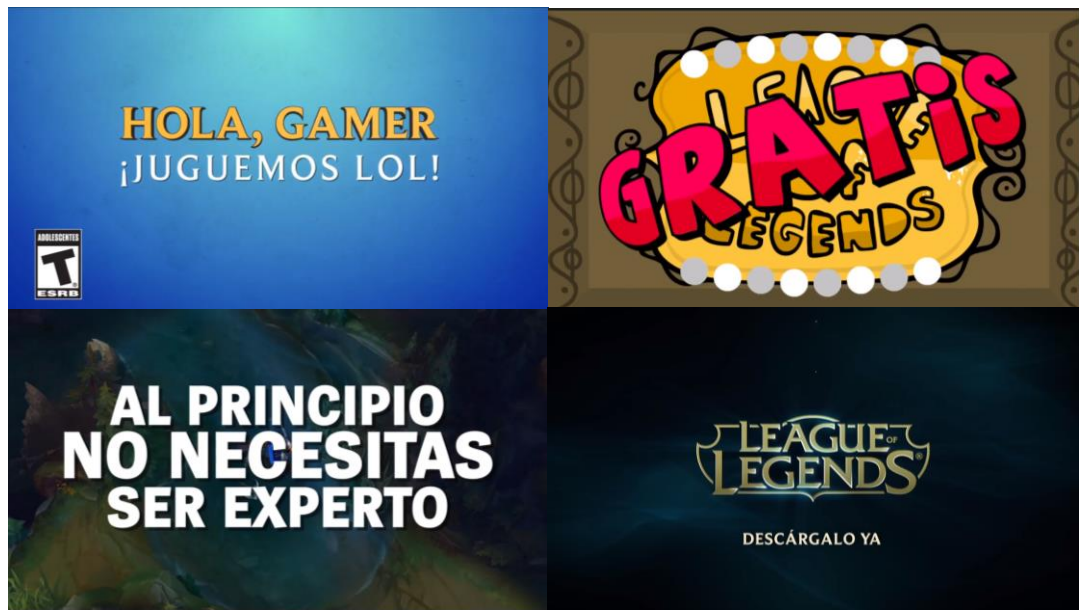 HOLA, GAMER
¡JUGUEMOS LOL!
ADOLESCENTES
T
ESRB
LEAGUE
OF
LEGENDS
GRATiS
AL PRINCIPIO
NO NECESITAS
SER EXPERTO
LEAGUE OF
LEGENDS®
DESCÁRGALO YA